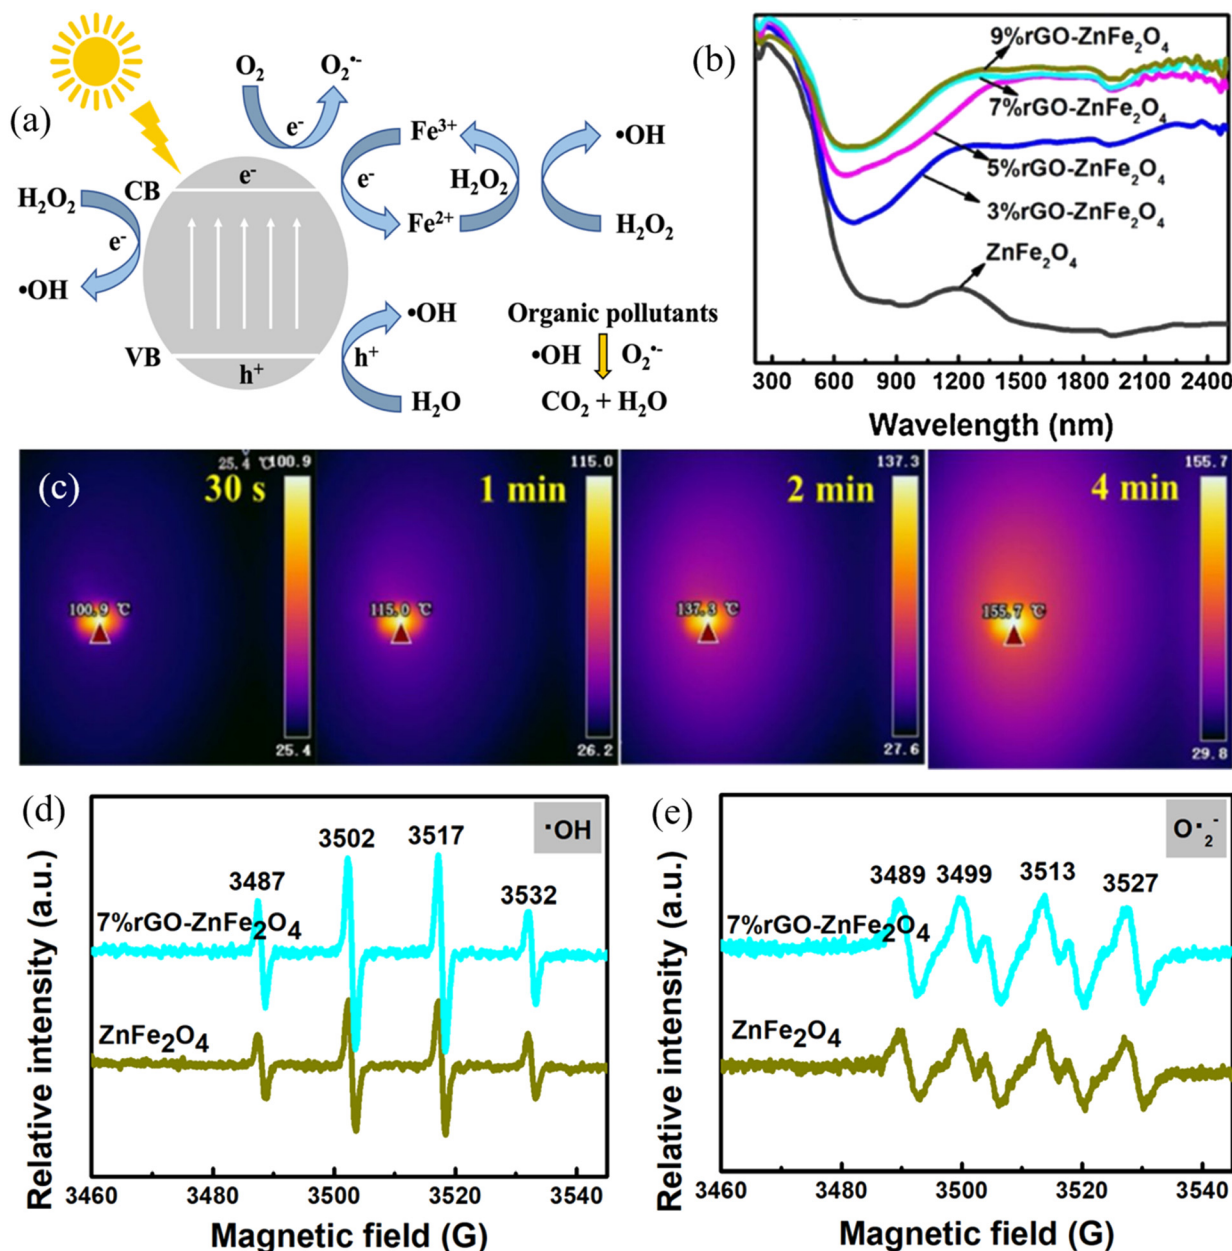 (a)
O₂
O₂•-
e-
Fe³⁺
•OH
CB
e-
e-
H₂O₂
H₂O₂
e-
Fe²⁺
H₂O₂
•OH
•OH
Organic pollutants
VB
h⁺
h⁺
•OH
O₂•-
H₂O
CO₂ + H₂O
(b)
9%rGO-ZnFe₂O₄
7%rGO-ZnFe₂O₄
5%rGO-ZnFe₂O₄
3%rGO-ZnFe₂O₄
ZnFe₂O₄
300 600 900 1200 1500 1800 2100 2400
Wavelength (nm)
(c)
25.4 ℃
100.9
30 s
100.9 ℃
25.4
115.0
1 min
115.0 ℃
26.2
137.3
2 min
137.3 ℃
27.6
155.7
4 min
155.7 ℃
29.8
(d)
•OH
3487
3502
3517
3532
7%rGO-ZnFe₂O₄
ZnFe₂O₄
Relative intensity (a.u.)
3460 3480 3500 3520 3540
Magnetic field (G)
(e)
O•₂-
3489
3499
3513
3527
7%rGO-ZnFe₂O₄
ZnFe₂O₄
Relative intensity (a.u.)
3460 3480 3500 3520 3540
Magnetic field (G)